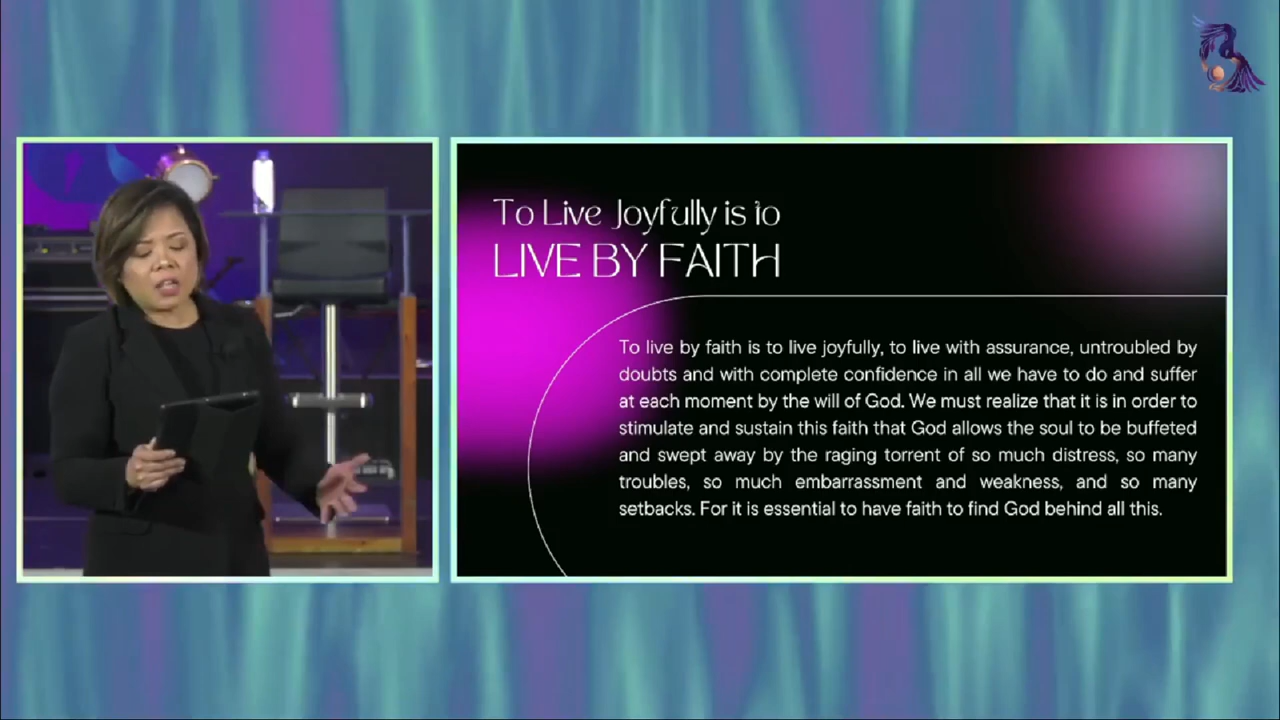 To Live Joyfully is to
LIVE BY FAITH
To live by faith is to live joyfully, to live with assurance, untroubled by
doubts and with complete confidence in all we have to do and suffer
at each moment by the will of God. We must realize that it is in order to
stimulate and sustain this faith that God allows the soul to be buffeted
and swept away by the raging torrent of so much distress, so many
troubles, so much embarrassment and weakness, and so many
setbacks. For it is essential to have faith to find God behind all this.